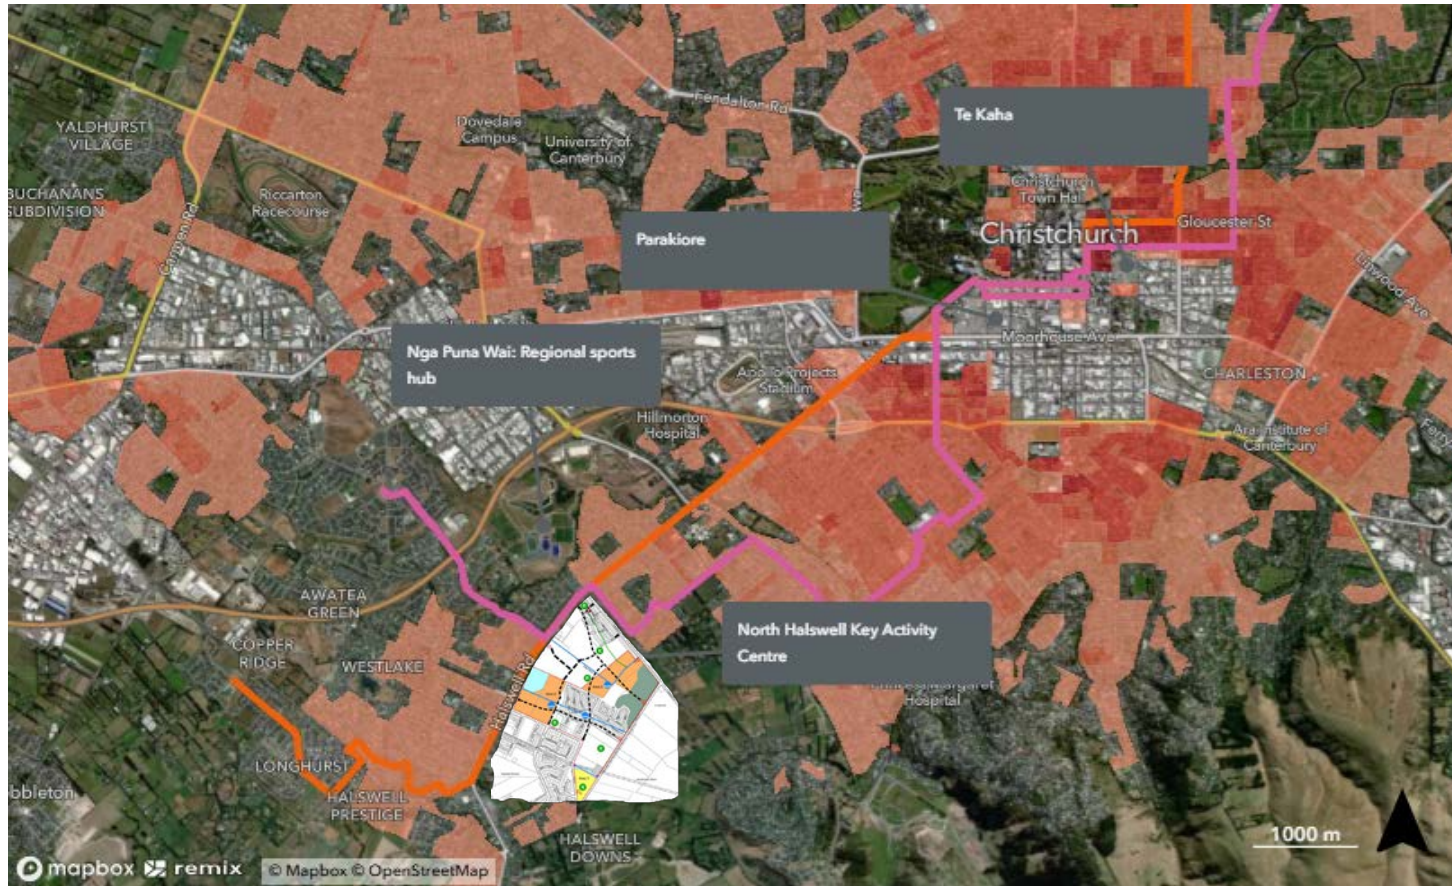 YALDHURST
VILLAGE
Dovedale
Campus
University of
Canterbury
Fendalton Rd
Te Kaha
BUCHANANS
SUBDIVISION
Riccarton
Racecourse
Carmen Rd
Christchurch
Town Hall
Gloucester St
Christchurch
Parakiore
Linwood Ave
Nga Puna Wai: Regional sports
hub
Moorhouse Ave
Apollo Projects
Stadium
CHARLESTON
Hillmorton
Hospital
Ara Institute of
Canterbury
AWATEA
GREEN
COPPER
RIDGE
WESTLAKE
Halswell Rd
North Halswell Key Activity
Centre
Hospital
LONGHURST
HALSWELL
PRESTIGE
bbleton
HALSWELL
DOWNS
1000 m
mapbox remix © Mapbox © OpenStreetMap